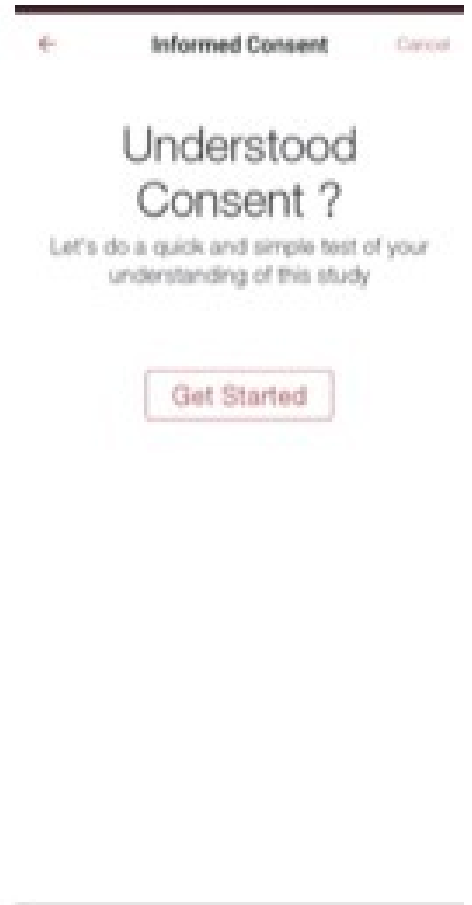 ← Informed Consent Cancel
Understood
Consent ?
Let's do a quick and simple test of your
understanding of this study
Get Started